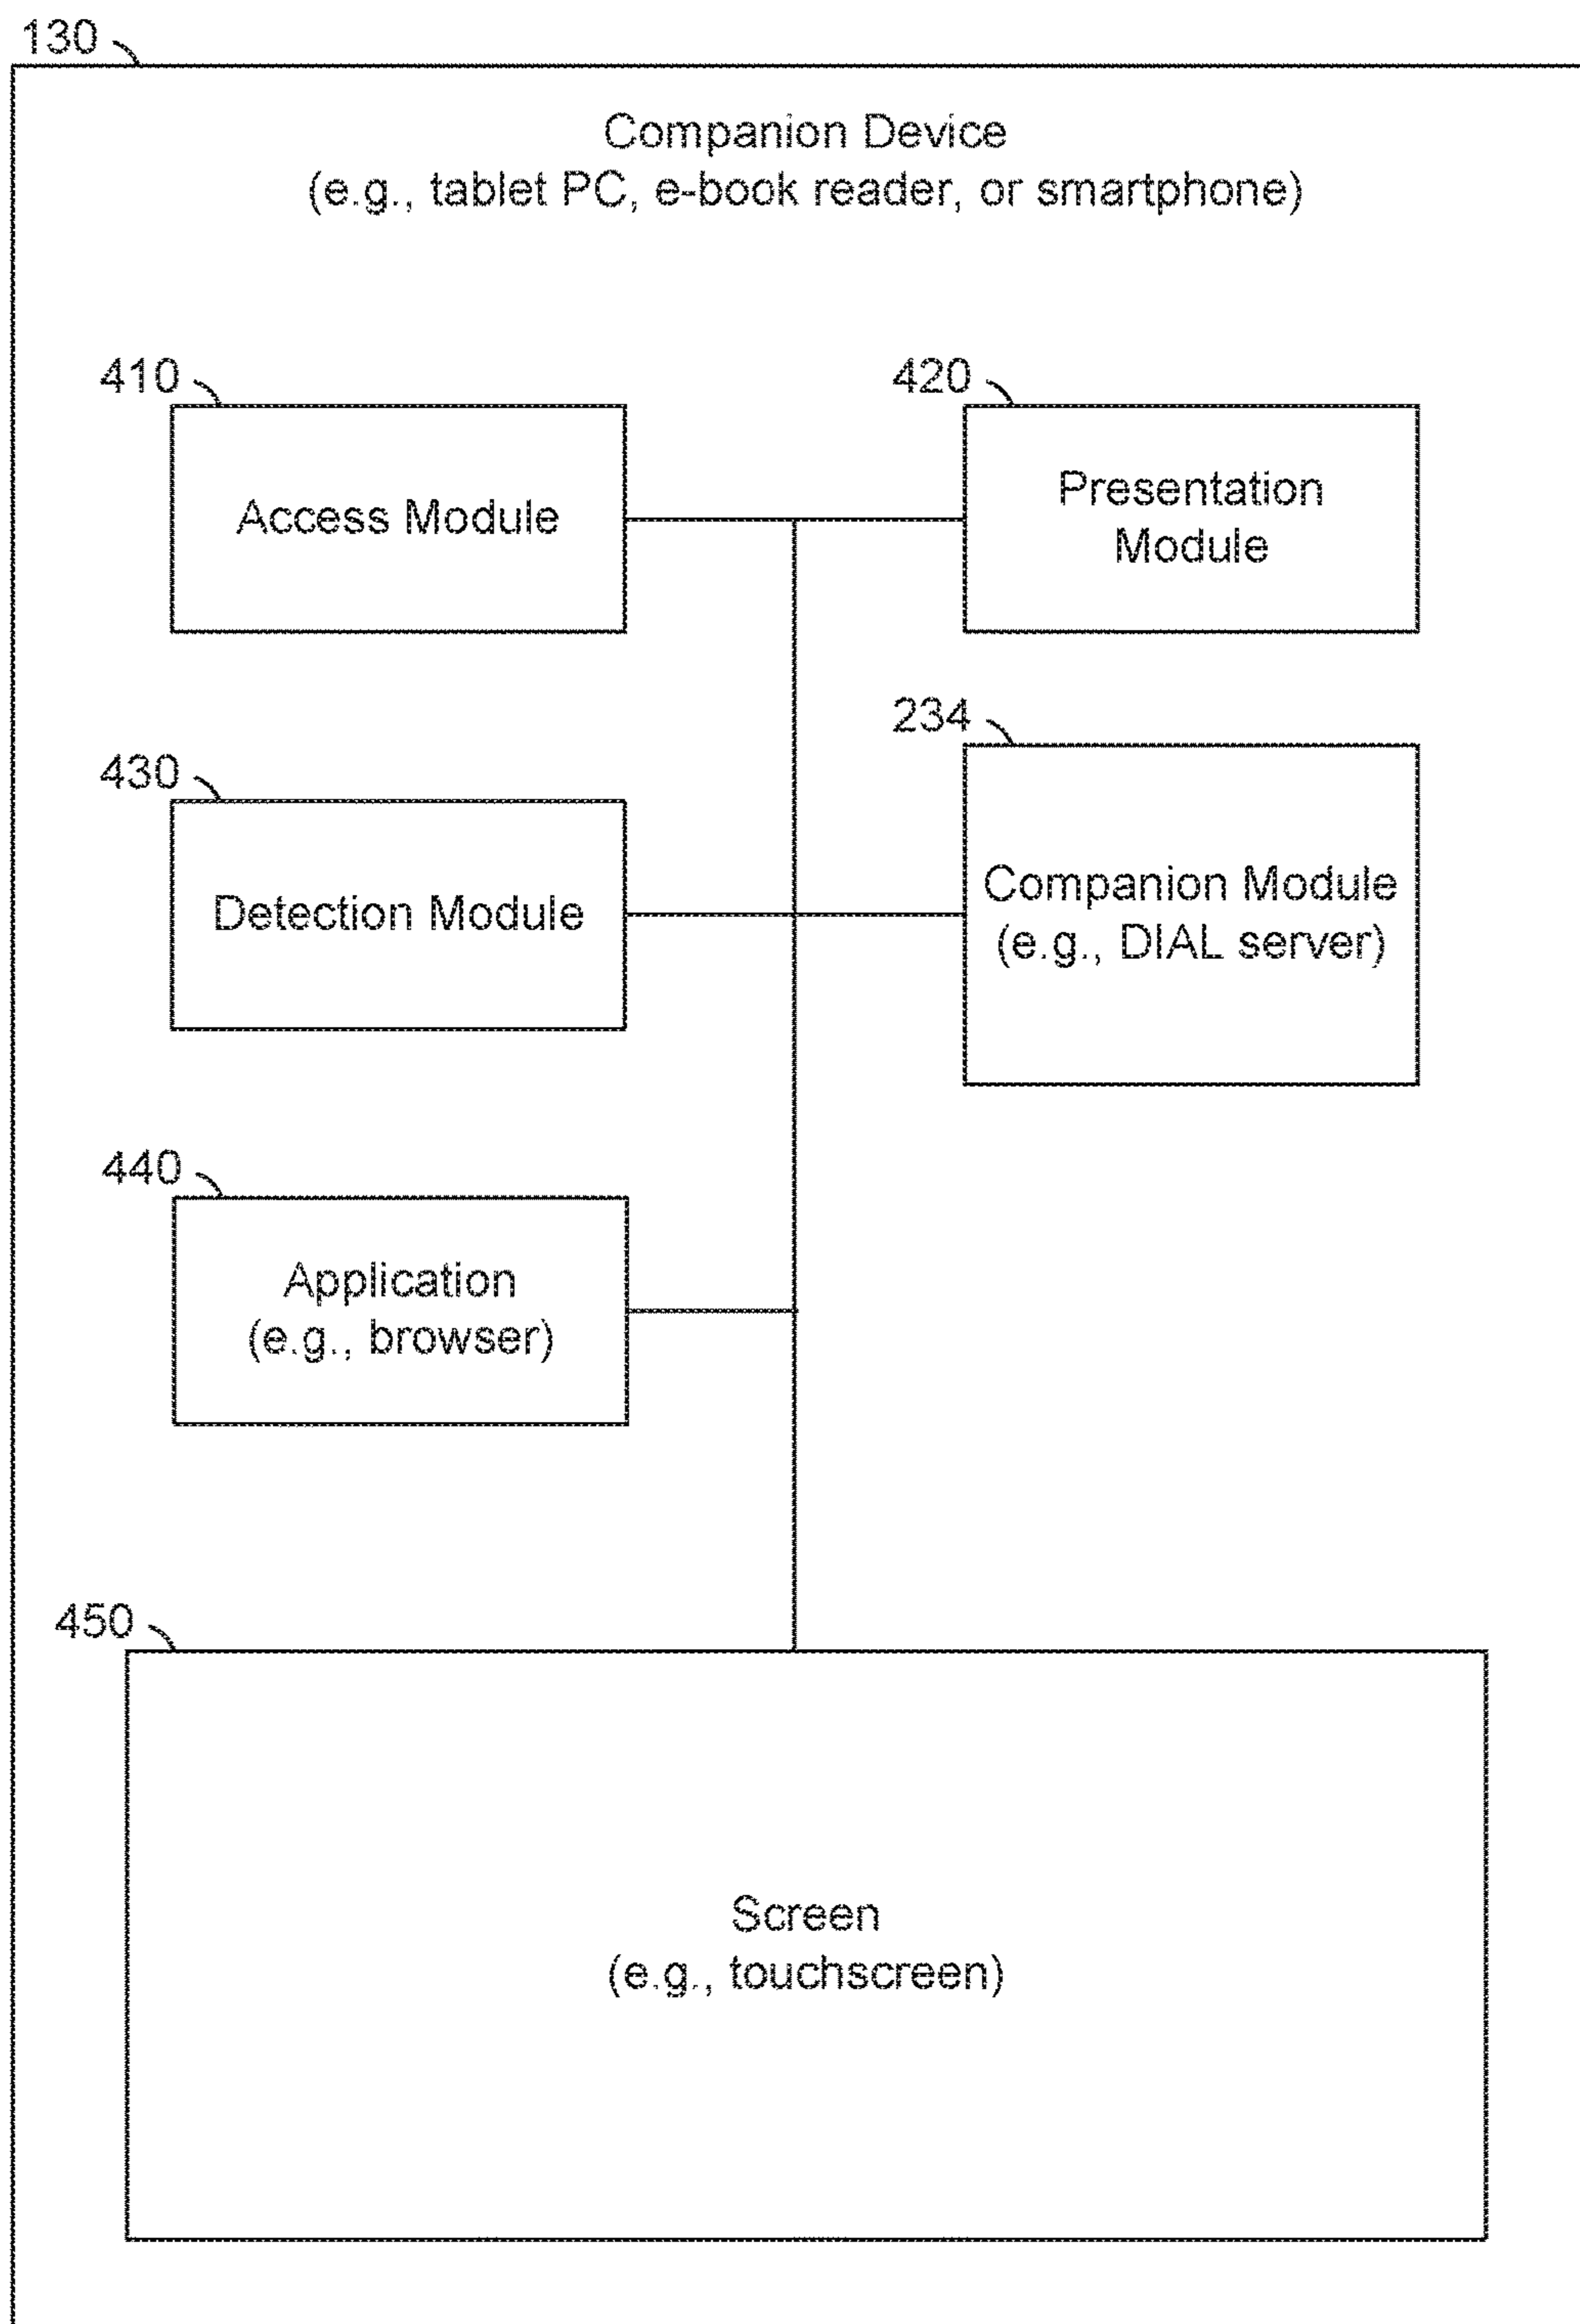 130
Companion Device
(e.g., tablet PC, e-book reader, or smartphone)
410
Access Module
420
Presentation
Module
430
Detection Module
234
Companion Module
(e.g., DIAL server)
440
Application
(e.g., browser)
450
Screen
(e.g., touchscreen)